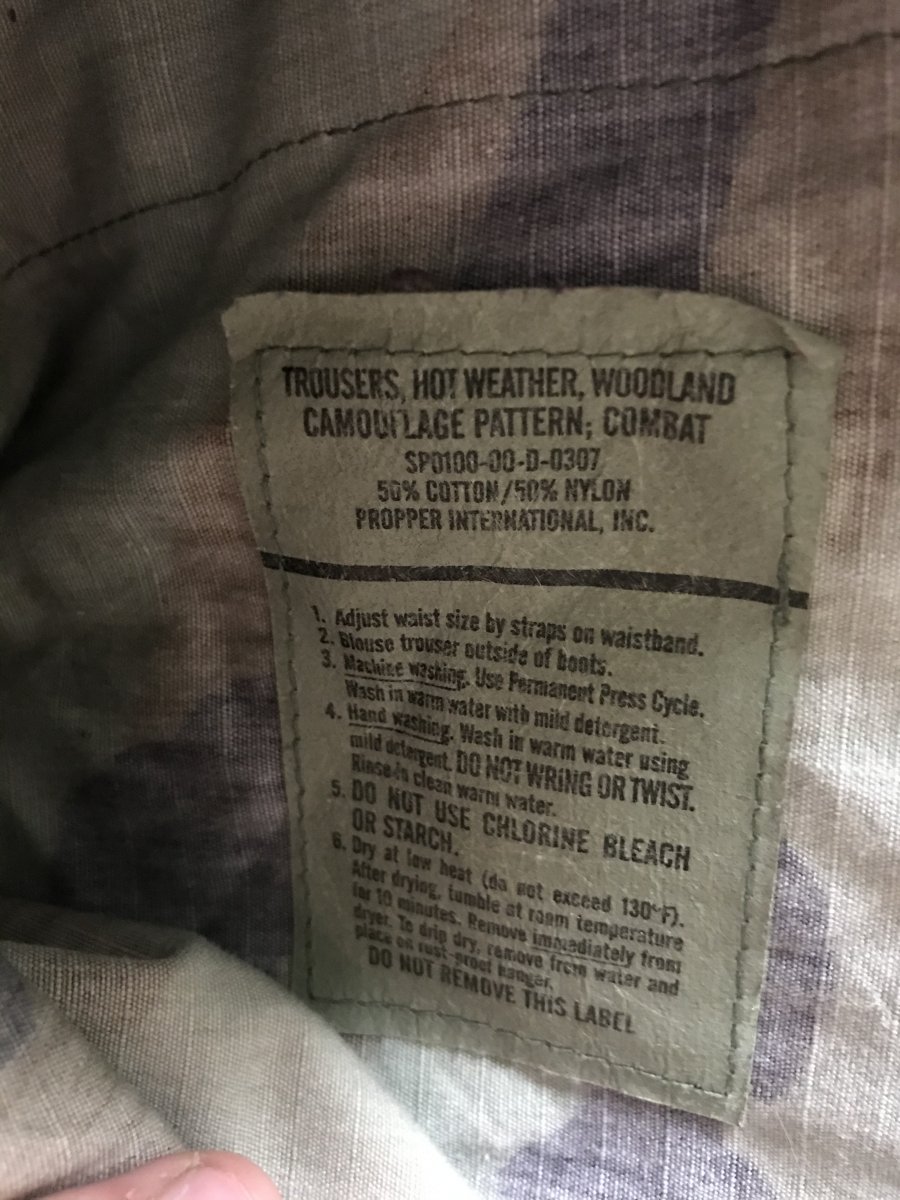 TROUSERS, HOT WEATHER, WOODLAND
CAMOUFLAGE PATTERN; COMBAT
SPO100-00-D-0307
50% COTTON/50% NYLON
PROPPER INTERNATIONAL, INC.
1. Adjust waist size by straps on waistband.
2. Blouse trouser outside of boots.
3. Machine washing. Use Permanent Press Cycle.
Wash in warm water with mild detergent.
4. Hand washing. Wash in warm water using
mild detergent. DO NOT WRING OR TWIST.
Rinse in clean warm water.
5. DO NOT USE CHLORINE BLEACH
OR STARCH.
6. Dry at low heat (do not exceed 130°F).
After drying, tumble at room temperature
for 10 minutes. Remove immediately from
dryer. To drip dry, remove from water and
place on rust-proof hanger.
DO NOT REMOVE THIS LABEL